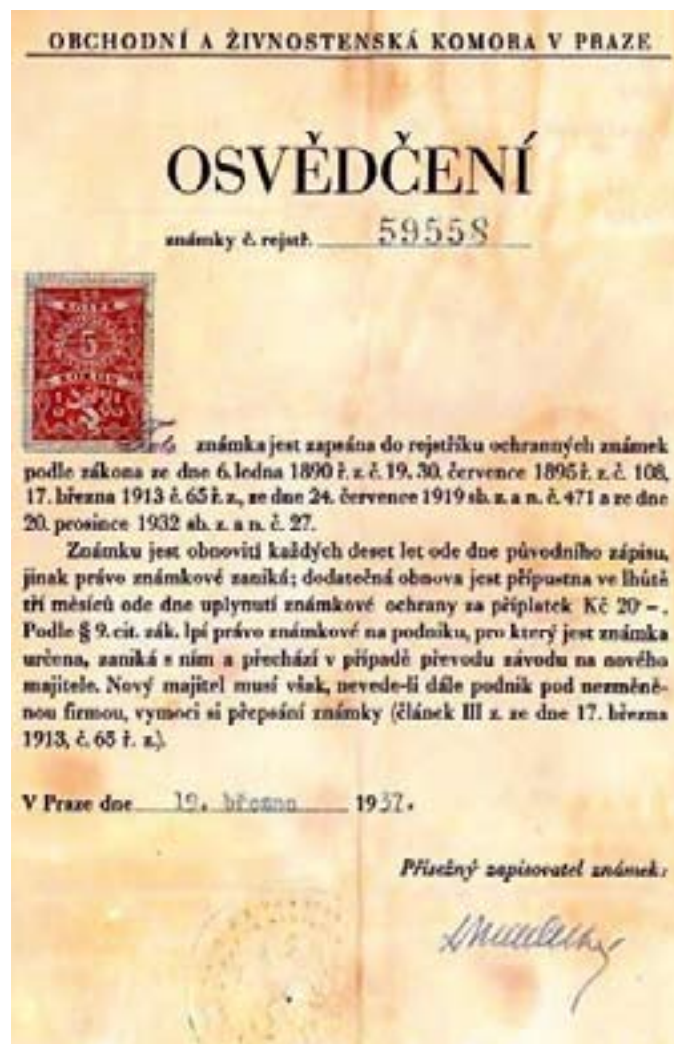 OBCHODNÍ A ŽIVNOSTENSKÁ KOMORA V PRAZE
OSVĚDČENÍ
známky č. rejstř. 59558
5
známka jest zapsána do rejstříku ochranných známek
podle zákona ze dne 6. ledna 1890 ř. z. č. 19, 30. července 1895 ř. z. č. 108,
17. března 1913 č. 65 ř. z., ze dne 24. července 1919 sb. z. a n. č. 471 a ze dne
20. prosince 1932 sb. z. a n. č. 27.
Známku jest obnoviti každých deset let ode dne původního zápisu,
jinak právo známkové zaniká; dodatečná obnova jest přípustna ve lhůtě
tří měsíců ode dne uplynutí známkové ochrany za příplatek Kč 20·–.
Podle § 9. cit. zák. lpí právo známkové na podniku, pro který jest známka
určena, zaniká s ním a přechází v případě převodu závodu na nového
majitele. Nový majitel musí však, nevede-li dále podnik pod nezměně-
nou firmou, vymoci si přepsání známky (článek III z. ze dne 17. března
1913, č. 65 ř. z.).
V Praze dne 19. března 1937.
Přísežný zapisovatel známek: